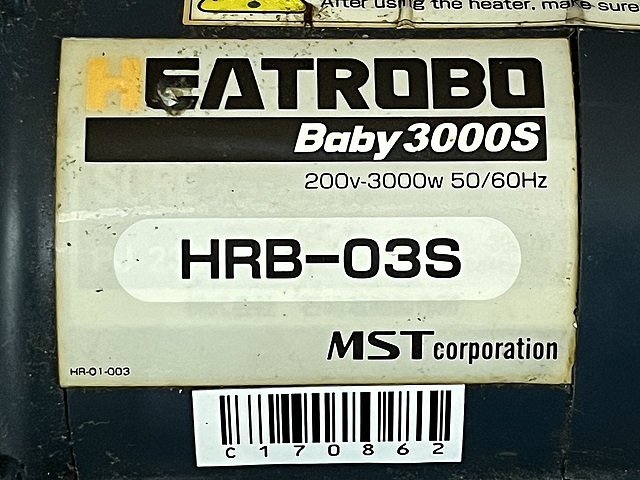 After using the heater, make sure
HEATROBO
Baby 3000S
200v-3000w 50/60Hz
HRB-03S
MST corporation
HR-01-003
C170862